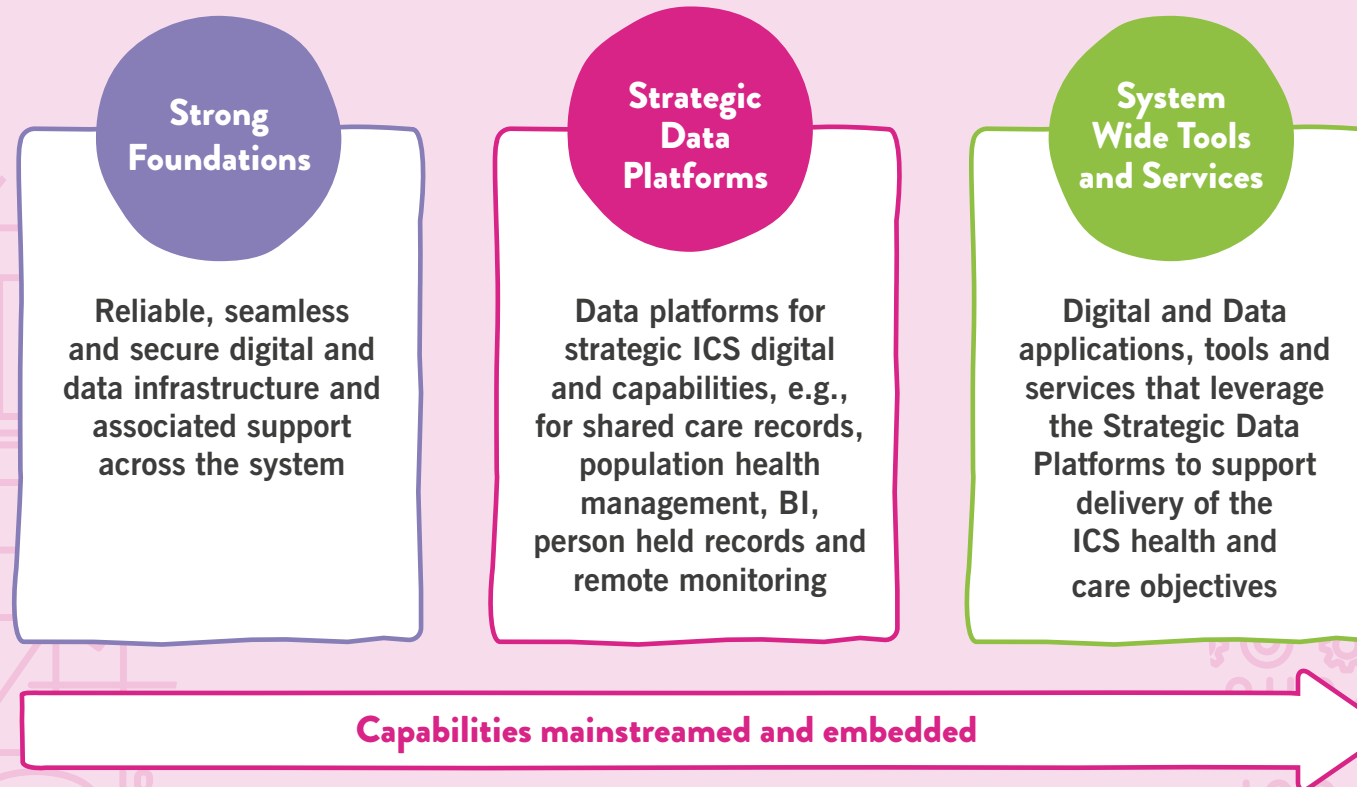 Strong
Foundations
Reliable, seamless
and secure digital and
data infrastructure and
associated support
across the system
Strategic
Data
Platforms
Data platforms for
strategic ICS digital
and capabilities, e.g.,
for shared care records,
population health
management, BI,
person held records and
remote monitoring
System
Wide Tools
and Services
Digital and Data
applications, tools and
services that leverage
the Strategic Data
Platforms to support
delivery of the
ICS health and
care objectives
Capabilities mainstreamed and embedded